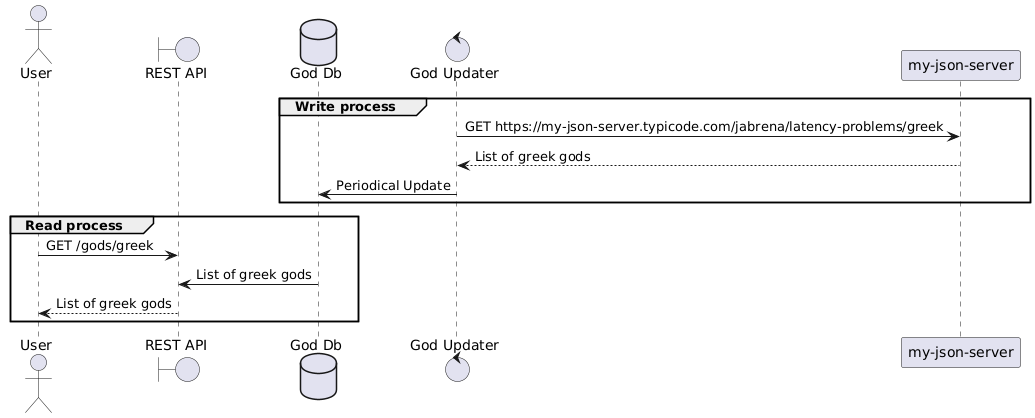 User
REST API
God Db
God Updater
my-json-server
Write process
GET https://my-json-server.typicode.com/jabrena/latency-problems/greek
List of greek gods
Periodical Update
Read process
GET /gods/greek
List of greek gods
List of greek gods
User
REST API
God Db
God Updater
my-json-server